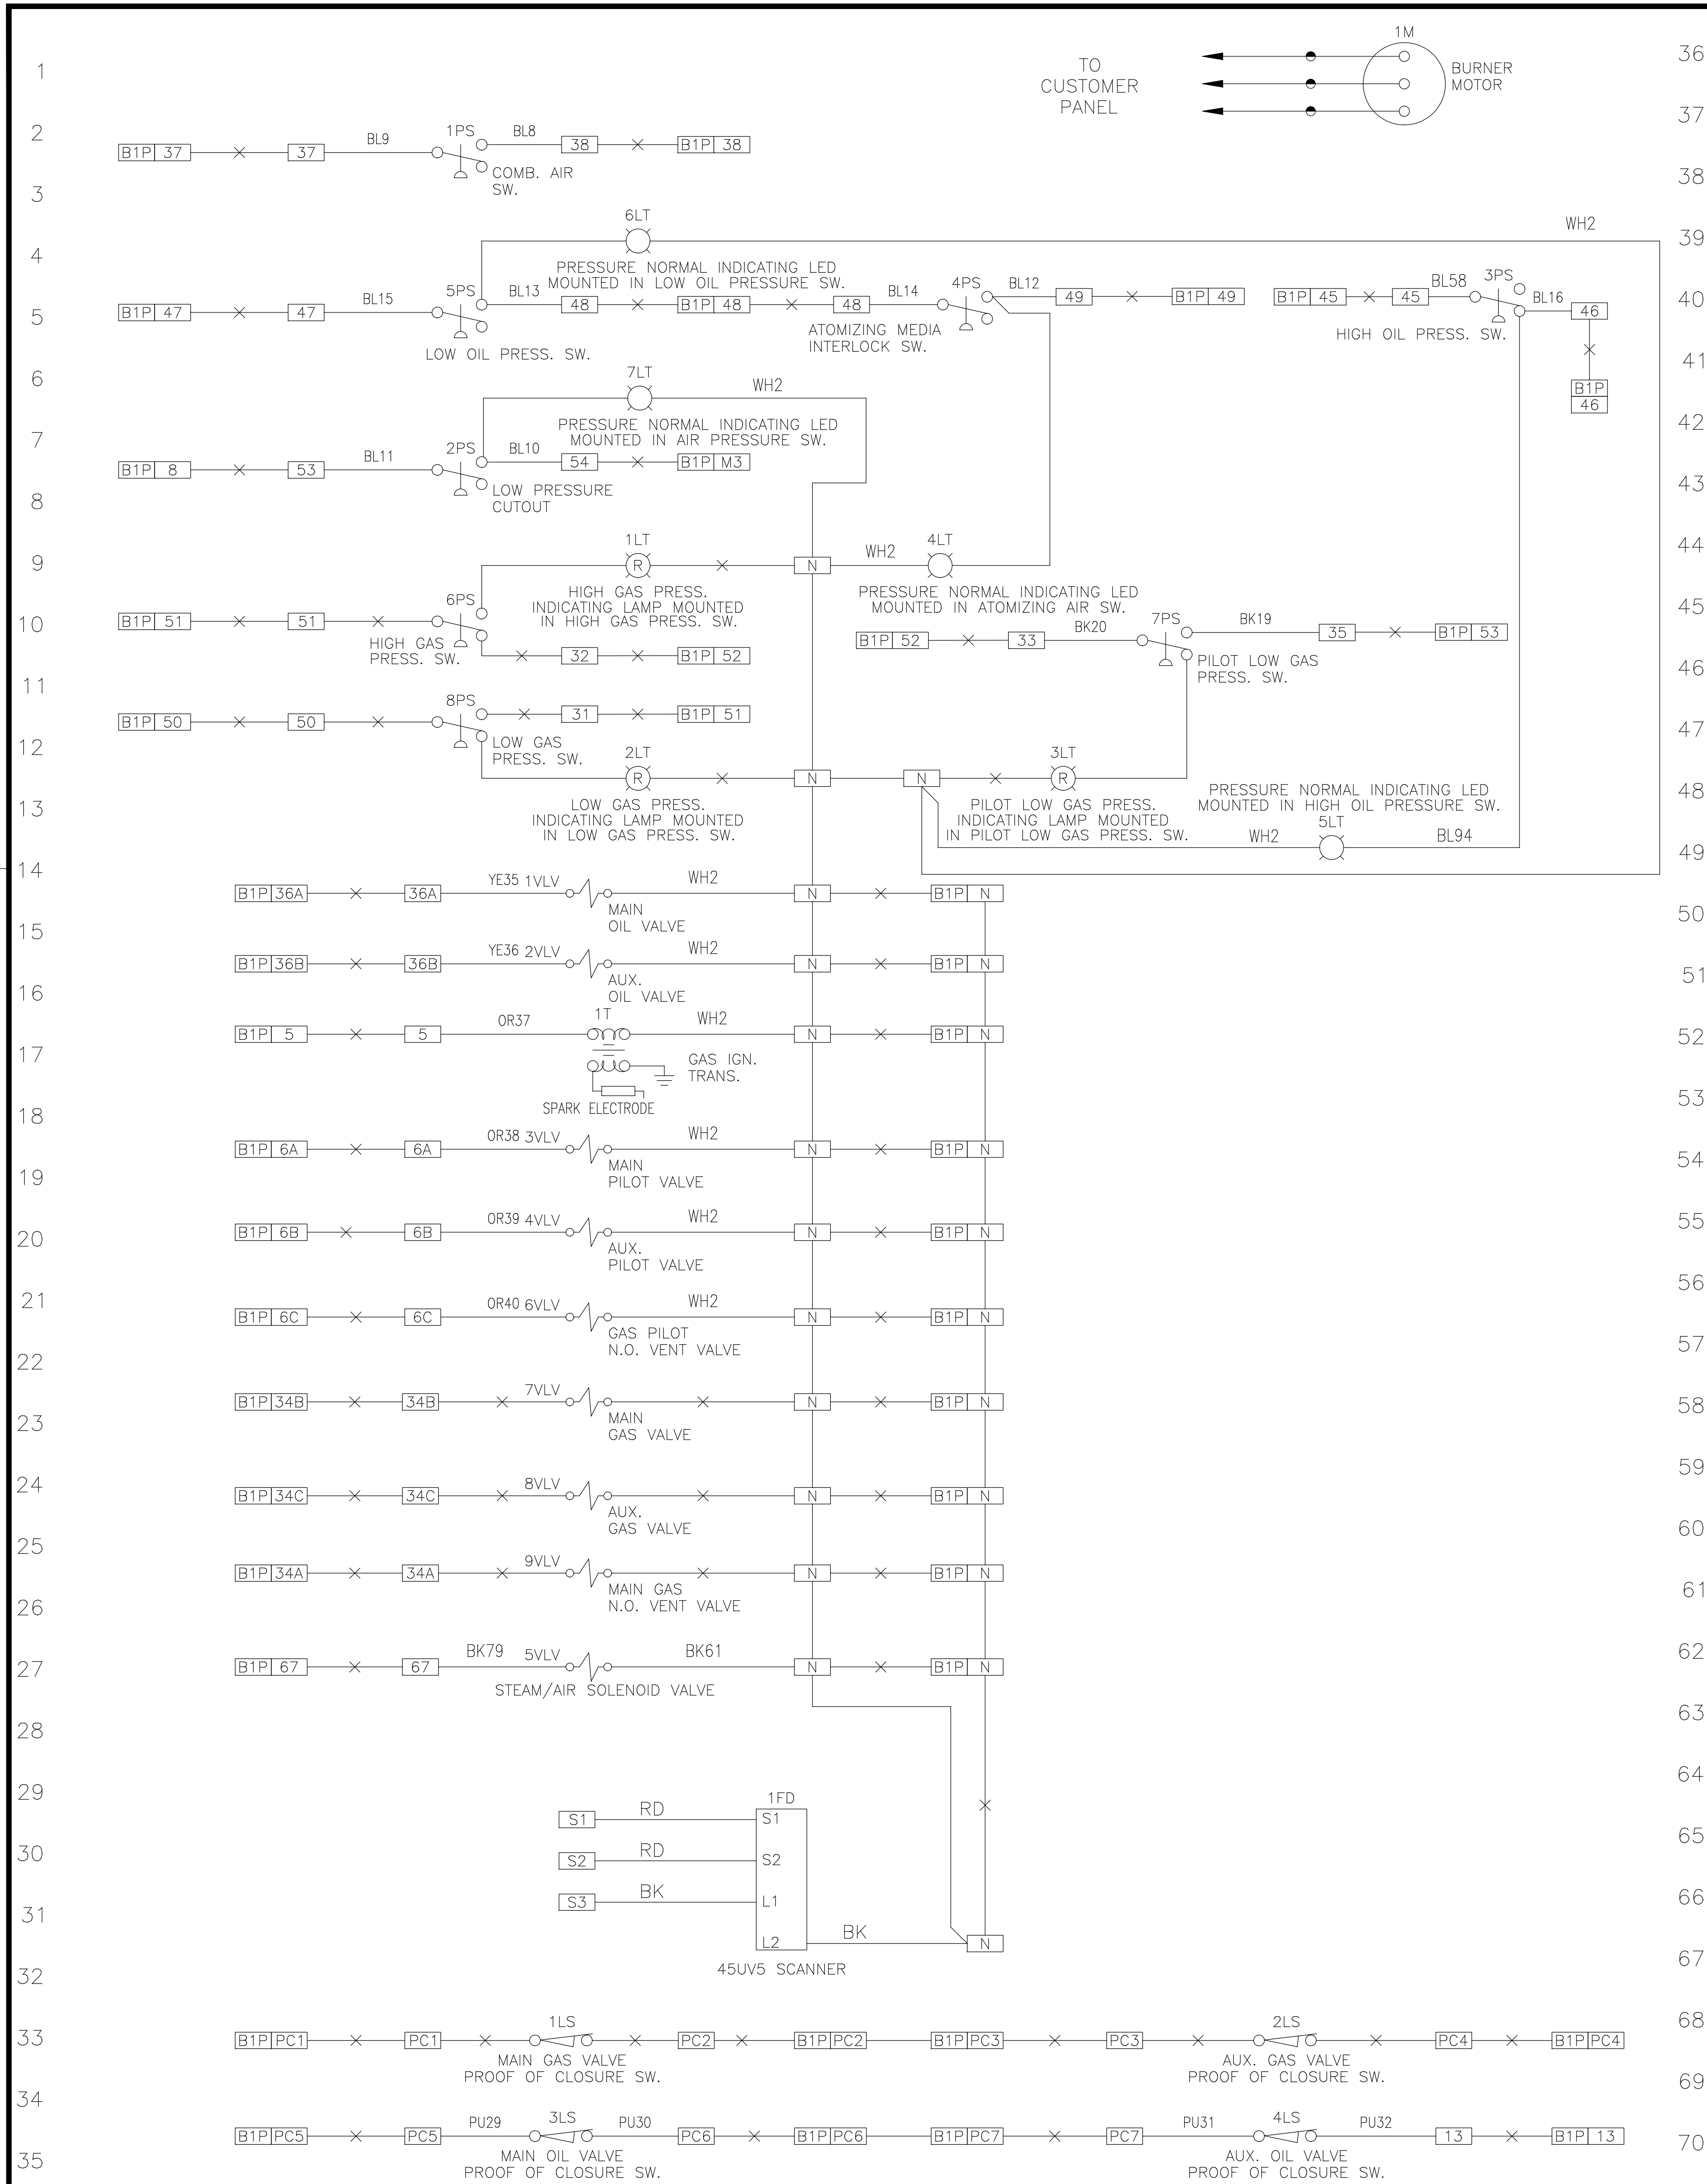 1
2
3
4
5
6
7
8
9
10
11
12
13
14
15
16
17
18
19
20
21
22
23
24
25
26
27
28
29
30
31
32
33
34
35
TO
CUSTOMER
PANEL
1M
BURNER
MOTOR
B1P 37 37 BL9 1PS BL8 38 B1P 38
COMB. AIR
SW.
6LT WH2
PRESSURE NORMAL INDICATING LED
MOUNTED IN LOW OIL PRESSURE SW.
B1P 47 47 BL15 5PS BL13 48 B1P 48 48 BL14 4PS BL12 49 B1P 49
LOW OIL PRESS. SW.
ATOMIZING MEDIA
INTERLOCK SW.
B1P 45 45 BL58 3PS BL16 46
HIGH OIL PRESS. SW.
B1P
46
7LT WH2
PRESSURE NORMAL INDICATING LED
MOUNTED IN AIR PRESSURE SW.
B1P 8 53 BL11 2PS BL10 54 B1P M3
LOW PRESSURE
CUTOUT
1LT R N WH2 4LT
HIGH GAS PRESS.
INDICATING LAMP MOUNTED
IN HIGH GAS PRESS. SW.
PRESSURE NORMAL INDICATING LED
MOUNTED IN ATOMIZING AIR SW.
B1P 51 51 6PS
HIGH GAS
PRESS. SW.
32 B1P 52
B1P 52 33 BK20 7PS BK19 35 B1P 53
PILOT LOW GAS
PRESS. SW.
B1P 50 50 8PS 31 B1P 51
LOW GAS
PRESS. SW.
2LT R N N 3LT R
LOW GAS PRESS.
INDICATING LAMP MOUNTED
IN LOW GAS PRESS. SW.
PILOT LOW GAS PRESS.
INDICATING LAMP MOUNTED
IN PILOT LOW GAS PRESS. SW.
PRESSURE NORMAL INDICATING LED
MOUNTED IN HIGH OIL PRESSURE SW.
WH2 5LT BL94
B1P 36A 36A YE35 1VLV WH2 N B1P N
MAIN
OIL VALVE
B1P 36B 36B YE36 2VLV WH2 N B1P N
AUX.
OIL VALVE
B1P 5 5 OR37 1T WH2 N B1P N
GAS IGN.
TRANS.
SPARK ELECTRODE
B1P 6A 6A OR38 3VLV WH2 N B1P N
MAIN
PILOT VALVE
B1P 6B 6B OR39 4VLV WH2 N B1P N
AUX.
PILOT VALVE
B1P 6C 6C OR40 6VLV WH2 N B1P N
GAS PILOT
N.O. VENT VALVE
B1P 34B 34B 7VLV N B1P N
MAIN
GAS VALVE
B1P 34C 34C 8VLV N B1P N
AUX.
GAS VALVE
B1P 34A 34A 9VLV N B1P N
MAIN GAS
N.O. VENT VALVE
B1P 67 67 BK79 5VLV BK61 N B1P N
STEAM/AIR SOLENOID VALVE
1FD
S1 RD S1
S2 RD S2
S3 BK L1
L2 BK N
45UV5 SCANNER
B1P PC1 PC1 1LS PC2 B1P PC2 B1P PC3 PC3 2LS PC4 B1P PC4
MAIN GAS VALVE
PROOF OF CLOSURE SW.
AUX. GAS VALVE
PROOF OF CLOSURE SW.
B1P PC5 PC5 PU29 3LS PU30 PC6 B1P PC6 B1P PC7 PC7 PU31 4LS PU32 13 B1P 13
MAIN OIL VALVE
PROOF OF CLOSURE SW.
AUX. OIL VALVE
PROOF OF CLOSURE SW.
36
37
38
39
40
41
42
43
44
45
46
47
48
49
50
51
52
53
54
55
56
57
58
59
60
61
62
63
64
65
66
67
68
69
70